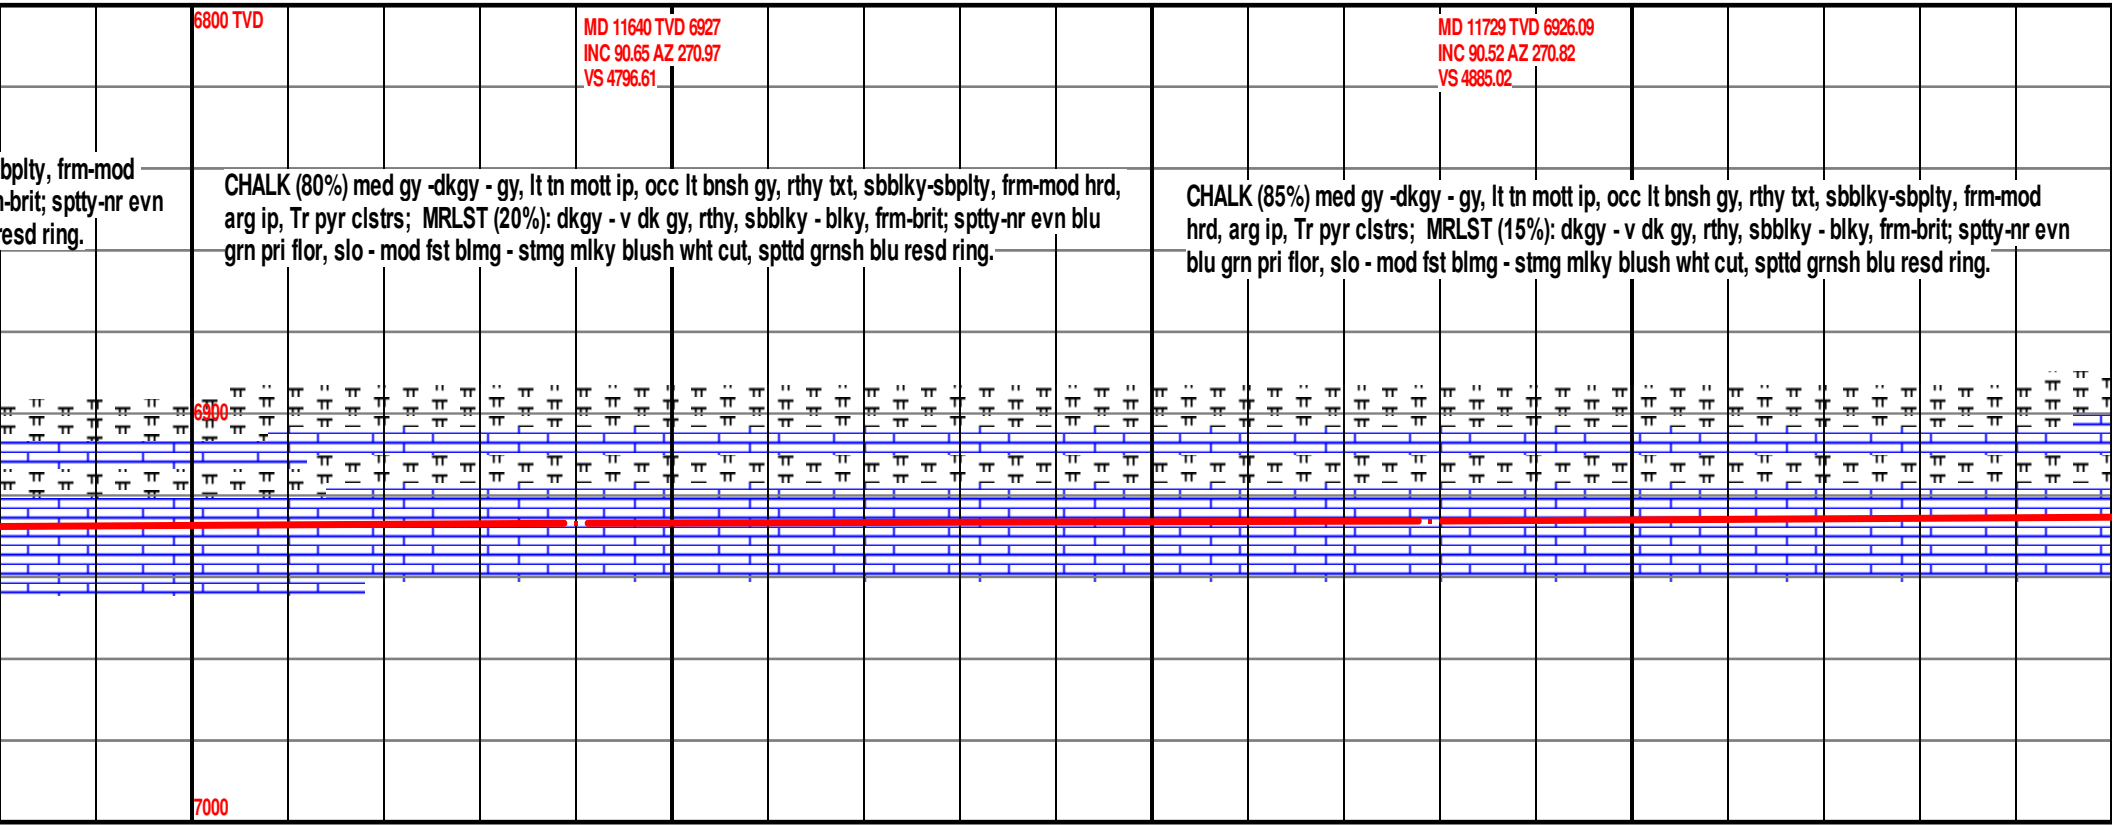 6800 TVD
MD 11640 TVD 6927
INC 90.65 AZ 270.97
VS 4796.61
MD 11729 TVD 6926.09
INC 90.52 AZ 270.82
VS 4885.02
bplty, frm-mod
-brit; sptty-nr evn
resd ring.
CHALK (80%) med gy -dkgy - gy, lt tn mott ip, occ lt bnsh gy, rthy txt, sbblky-sbplty, frm-mod hrd,
arg ip, Tr pyr clstrs; MRLST (20%): dkgy - v dk gy, rthy, sbblky - blky, frm-brit; sptty-nr evn blu
grn pri flor, slo - mod fst blmg - stmg mlky blush wht cut, spttd grnsh blu resd ring.
CHALK (85%) med gy -dkgy - gy, lt tn mott ip, occ lt bnsh gy, rthy txt, sbblky-sbplty, frm-mod
hrd, arg ip, Tr pyr clstrs; MRLST (15%): dkgy - v dk gy, rthy, sbblky - blky, frm-brit; sptty-nr evn
blu grn pri flor, slo - mod fst blmg - stmg mlky blush wht cut, spttd grnsh blu resd ring.
6900
7000